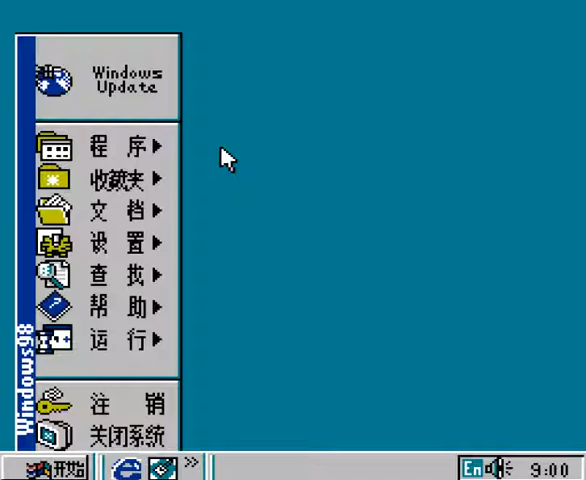 Windows
Update
程 序
收藏夹
文 档
设 置
查 找
帮 助
运 行
Windows98
注 销
关闭系统
开始
En
9:00